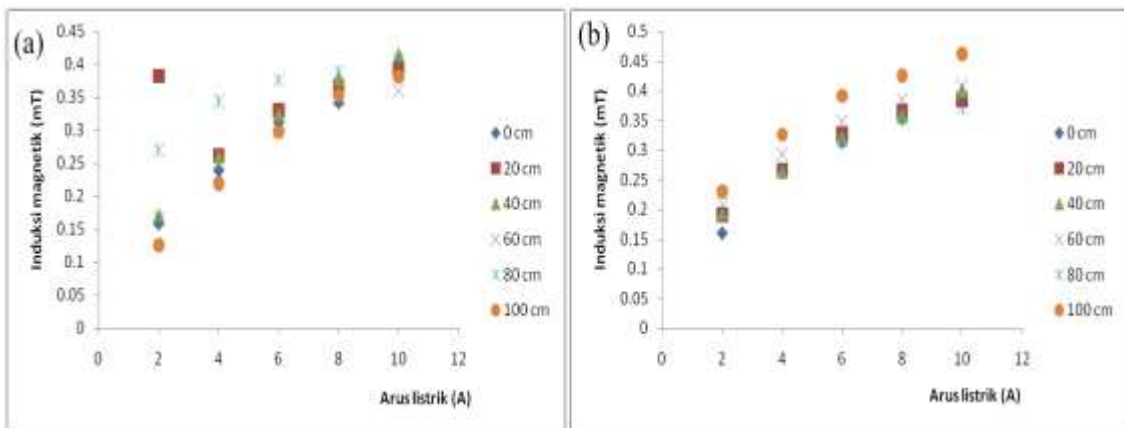 (a)
Induksi magnetik (mT)
0.45
0.4
0.35
0.3
0.25
0.2
0.15
0.1
0.05
0
0 2 4 6 8 10 12
Arus listrik (A)
0 cm
20 cm
40 cm
60 cm
80 cm
100 cm
(b)
Induksi magnetik (mT)
0.5
0.45
0.4
0.35
0.3
0.25
0.2
0.15
0.1
0.05
0
0 2 4 6 8 10 12
Arus listrik (A)
0 cm
20 cm
40 cm
60 cm
80 cm
100 cm